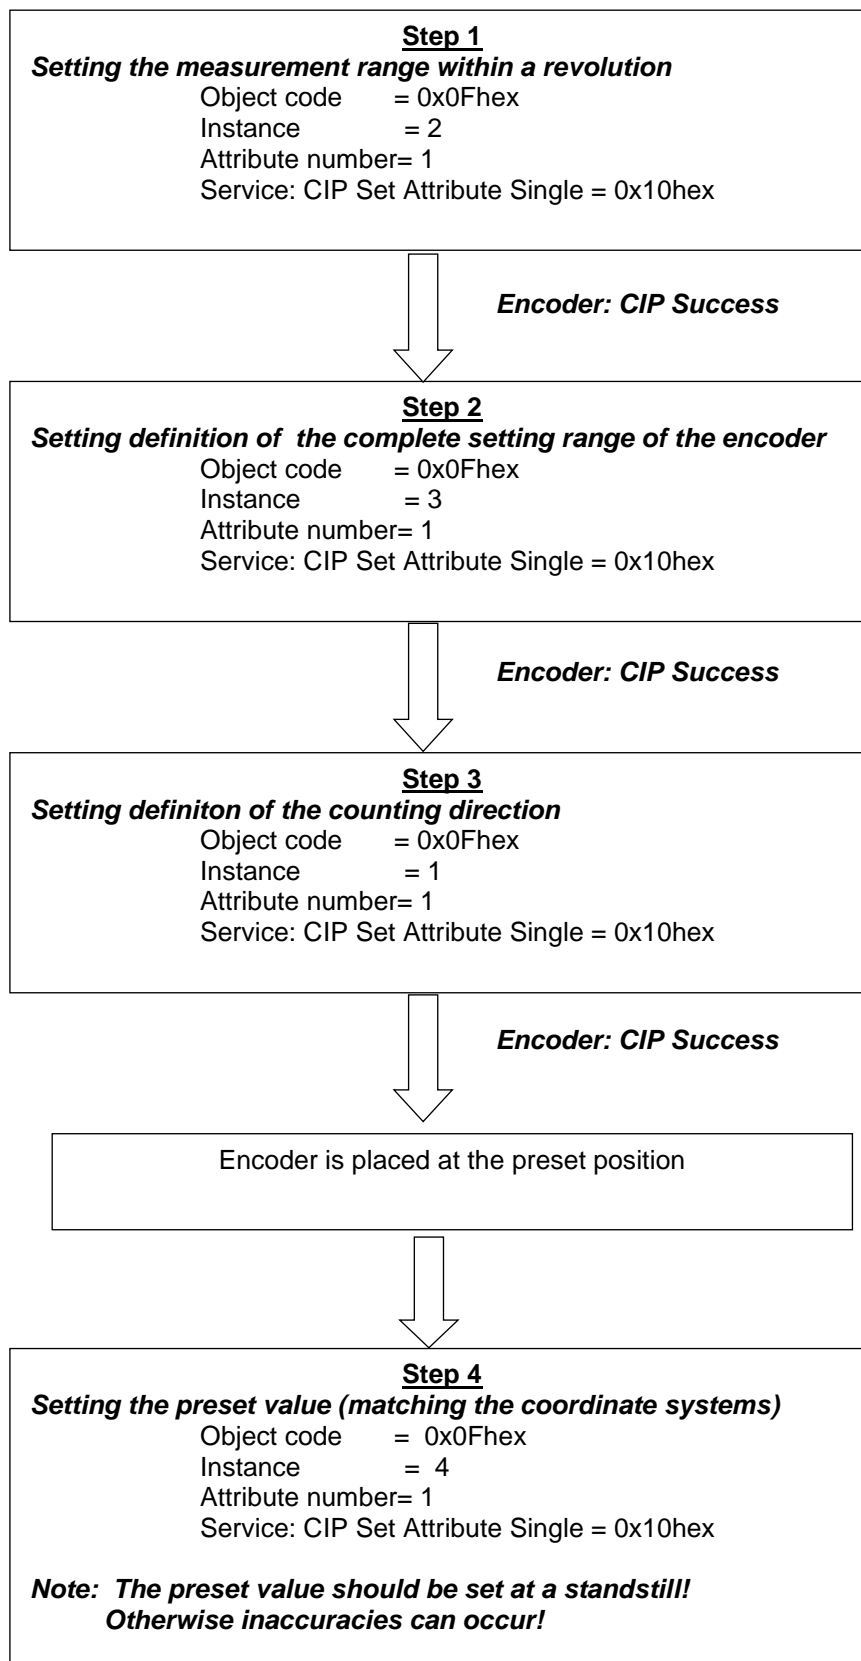 Step 1
Setting the measurement range within a revolution
Object code = 0x0Fhex
Instance = 2
Attribute number= 1
Service: CIP Set Attribute Single = 0x10hex
Encoder: CIP Success
Step 2
Setting definition of the complete setting range of the encoder
Object code = 0x0Fhex
Instance = 3
Attribute number= 1
Service: CIP Set Attribute Single = 0x10hex
Encoder: CIP Success
Step 3
Setting definiton of the counting direction
Object code = 0x0Fhex
Instance = 1
Attribute number= 1
Service: CIP Set Attribute Single = 0x10hex
Encoder: CIP Success
Encoder is placed at the preset position
Step 4
Setting the preset value (matching the coordinate systems)
Object code = 0x0Fhex
Instance = 4
Attribute number= 1
Service: CIP Set Attribute Single = 0x10hex
Note: The preset value should be set at a standstill!
Otherwise inaccuracies can occur!